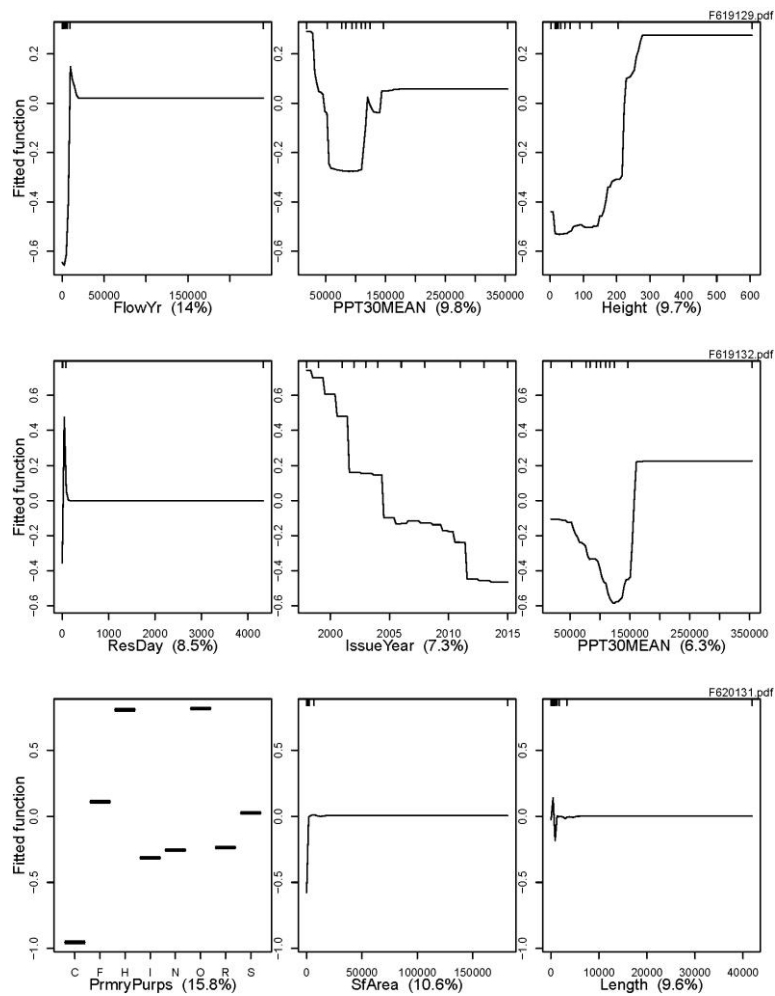 F619129.pdf
Fitted function
0.2
0.0
−0.2
−0.4
−0.6
0 50000 150000
FlowYr (14%)
0.2
0.0
−0.2
−0.4
−0.6
50000 150000 250000 350000
PPT30MEAN (9.8%)
0.2
0.0
−0.2
−0.4
−0.6
0 100 200 300 400 500 600
Height (9.7%)
F619132.pdf
Fitted function
0.6
0.4
0.2
0.0
−0.2
−0.4
−0.6
0 1000 2000 3000 4000
ResDay (8.5%)
0.6
0.4
0.2
0.0
−0.2
−0.4
−0.6
2000 2005 2010 2015
IssueYear (7.3%)
0.6
0.4
0.2
0.0
−0.2
−0.4
−0.6
50000 150000 250000 350000
PPT30MEAN (6.3%)
F620131.pdf
Fitted function
0.5
0.0
−0.5
−1.0
C F H I N O R S
PrmryPurps (15.8%)
0.5
0.0
−0.5
−1.0
0 50000 100000 150000
SfArea (10.6%)
0.5
0.0
−0.5
−1.0
0 10000 20000 30000 40000
Length (9.6%)